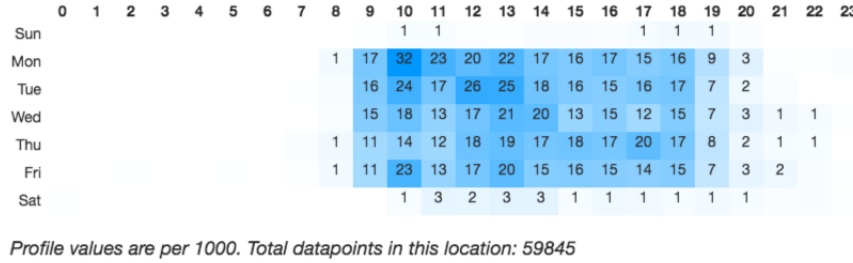 0 1 2 3 4 5 6 7 8 9 10 11 12 13 14 15 16 17 18 19 20 21 22 23
Sun 1 1 1 1 1
Mon 1 17 32 23 20 22 17 16 17 15 16 9 3
Tue 16 24 17 26 25 18 16 15 16 17 7 2
Wed 15 18 13 17 21 20 13 15 12 15 7 3 1 1
Thu 1 11 14 12 18 19 17 18 17 20 17 8 2 1 1
Fri 1 11 23 13 17 20 15 16 15 14 15 7 3 2
Sat 1 3 2 3 3 1 1 1 1 1 1
Profile values are per 1000. Total datapoints in this location: 59845